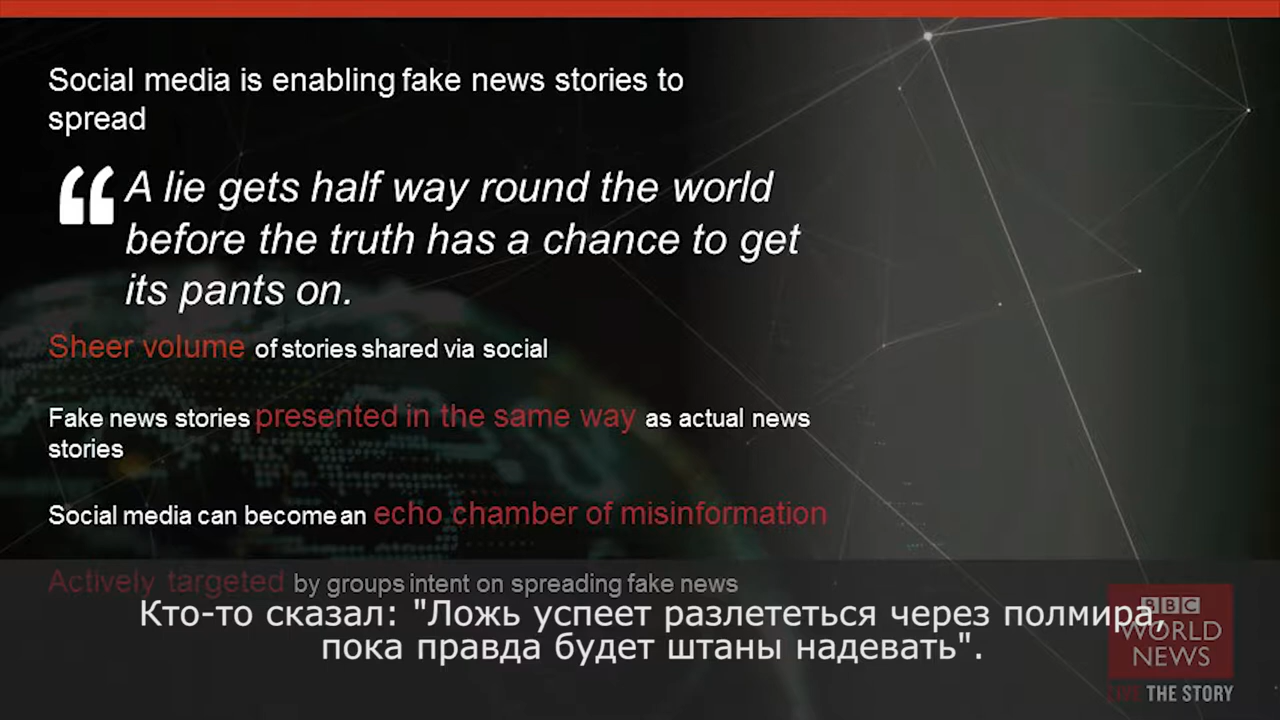 Social media is enabling fake news stories to
spread
“ A lie gets half way round the world
before the truth has a chance to get
its pants on.
Sheer volume of stories shared via social
Fake news stories presented in the same way as actual news
stories
Social media can become an echo chamber of misinformation
Actively targeted by groups intent on spreading fake news
Кто-то сказал: "Ложь успеет разлететься через полмира,
пока правда будет штаны надевать".
BBC
WORLD
NEWS
LIVE THE STORY